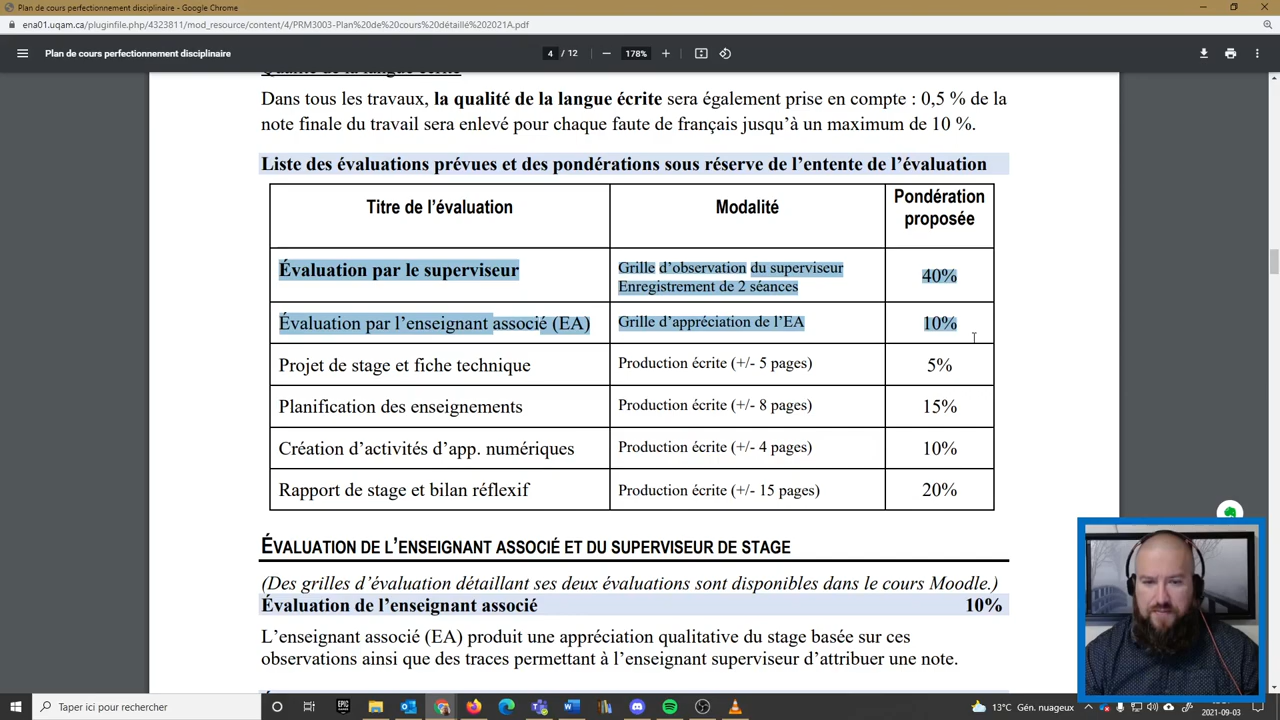 Plan de cours perfectionnement disciplinaire - Google Chrome
ena01.uqam.ca/pluginfile.php/4323811/mod_resource/content/4/PRM3003-Plan%20de%20cours%20détaillé%202021A.pdf
Plan de cours perfectionnement disciplinaire
4 / 12
178%
Qualité de la langue écrite
Dans tous les travaux, la qualité de la langue écrite sera également prise en compte : 0,5 % de la
note finale du travail sera enlevé pour chaque faute de français jusqu’à un maximum de 10 %.
Liste des évaluations prévues et des pondérations sous réserve de l’entente de l’évaluation
Titre de l’évaluation Modalité Pondération
proposée
Évaluation par le superviseur Grille d’observation du superviseur
Enregistrement de 2 séances 40%
Évaluation par l’enseignant associé (EA) Grille d’appréciation de l’EA 10%
Projet de stage et fiche technique Production écrite (+/- 5 pages) 5%
Planification des enseignements Production écrite (+/- 8 pages) 15%
Création d’activités d’app. numériques Production écrite (+/- 4 pages) 10%
Rapport de stage et bilan réflexif Production écrite (+/- 15 pages) 20%
ÉVALUATION DE L’ENSEIGNANT ASSOCIÉ ET DU SUPERVISEUR DE STAGE
(Des grilles d’évaluation détaillant ses deux évaluations sont disponibles dans le cours Moodle.)
Évaluation de l’enseignant associé 10%
L’enseignant associé (EA) produit une appréciation qualitative du stage basée sur ces
observations ainsi que des traces permettant à l’enseignant superviseur d’attribuer une note.
Taper ici pour rechercher
EPIC
13°C Gén. nuageux
2021-09-03